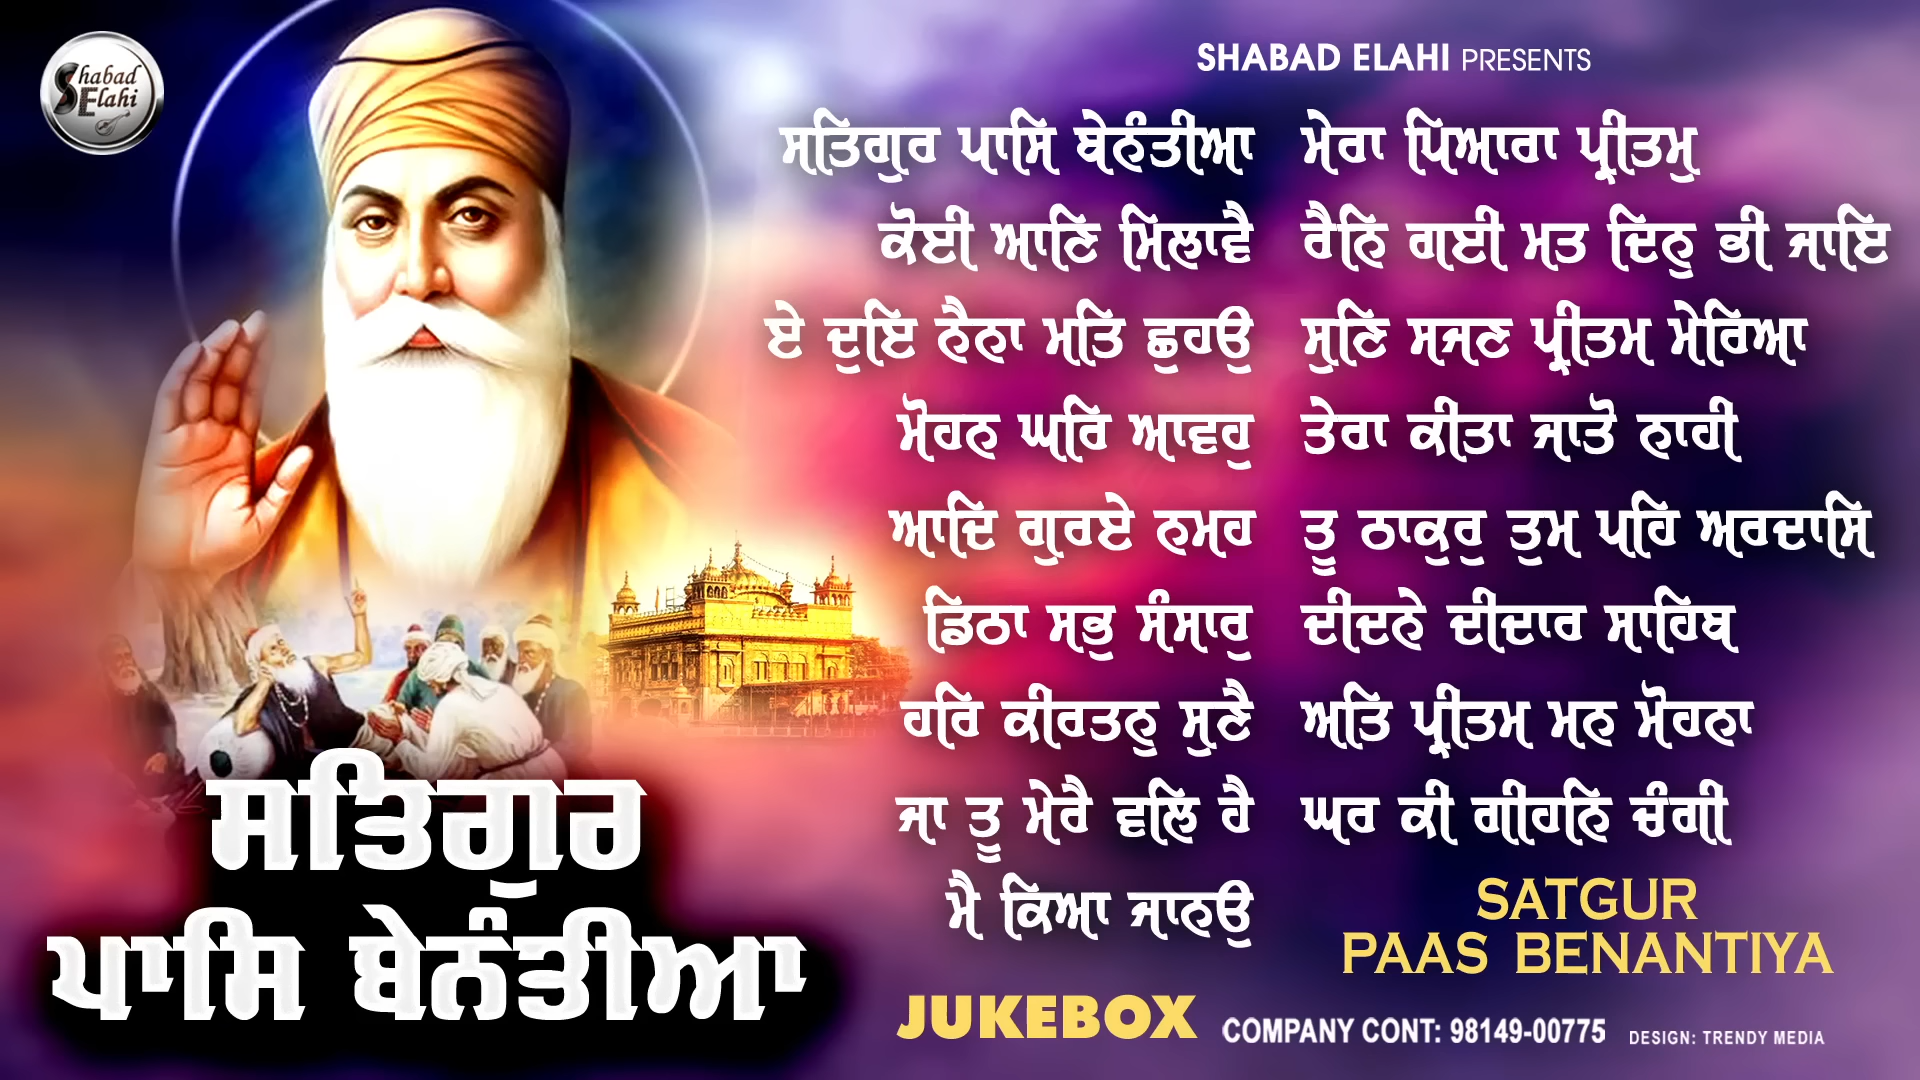 Shabad
Elahi
SHABAD ELAHI PRESENTS
ਸਤਿਗੁਰ ਪਾਸਿ ਬੇਨੰਤੀਆ
ਕੋਈ ਆਣਿ ਮਿਲਾਵੈ
ਏ ਦੁਇ ਨੈਨਾ ਮਤਿ ਛੁਹਉ
ਮੋਹਨ ਘਰਿ ਆਵਹੁ
ਆਦਿ ਗੁਰਏ ਨਮਹ
ਡਿਠਾ ਸਭੁ ਸੰਸਾਰੁ
ਹਰਿ ਕੀਰਤਨੁ ਸੁਣੈ
ਜਾ ਤੂ ਮੇਰੈ ਵਲਿ ਹੈ
ਮੈ ਕਿਆ ਜਾਨਉ
ਮੇਰਾ ਪਿਆਰਾ ਪ੍ਰੀਤਮੁ
ਰੈਨਿ ਗਈ ਮਤ ਦਿਨੁ ਭੀ ਜਾਇ
ਸੁਣਿ ਸਜਣ ਪ੍ਰੀਤਮ ਮੇਰਿਆ
ਤੇਰਾ ਕੀਤਾ ਜਾਤੋ ਨਾਹੀ
ਤੂ ਠਾਕੁਰੁ ਤੁਮ ਪਹਿ ਅਰਦਾਸਿ
ਦੀਦਨੇ ਦੀਦਾਰ ਸਾਹਿਬ
ਅਤਿ ਪ੍ਰੀਤਮ ਮਨ ਮੋਹਨਾ
ਘਰ ਕੀ ਗੀਹਨਿ ਚੰਗੀ
ਸਤਿਗੁਰ
ਪਾਸਿ ਬੇਨੰਤੀਆ
SATGUR
PAAS BENANTIYA
JUKEBOX
COMPANY CONT: 98149-00775
DESIGN: TRENDY MEDIA